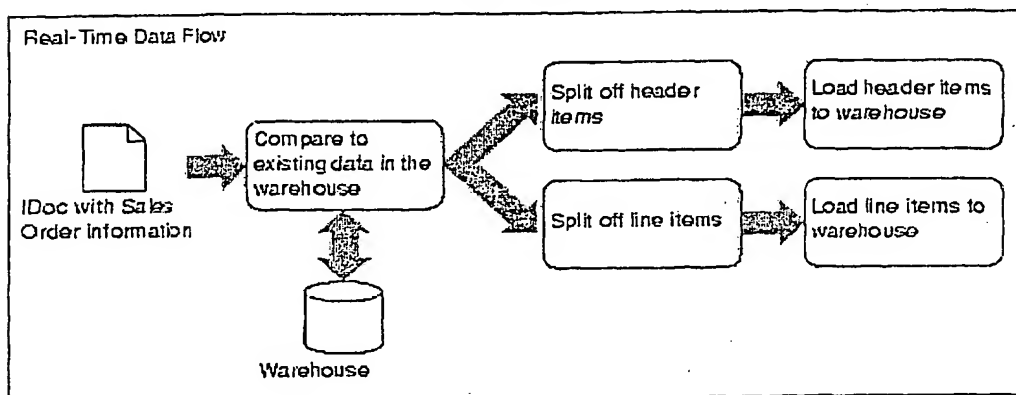 Real-Time Data Flow
IDoc with Sales
Order Information
Compare to
existing data in the
warehouse
Warehouse
Split off header
items
Load header items
to warehouse
Split off line items
Load line items to
warehouse